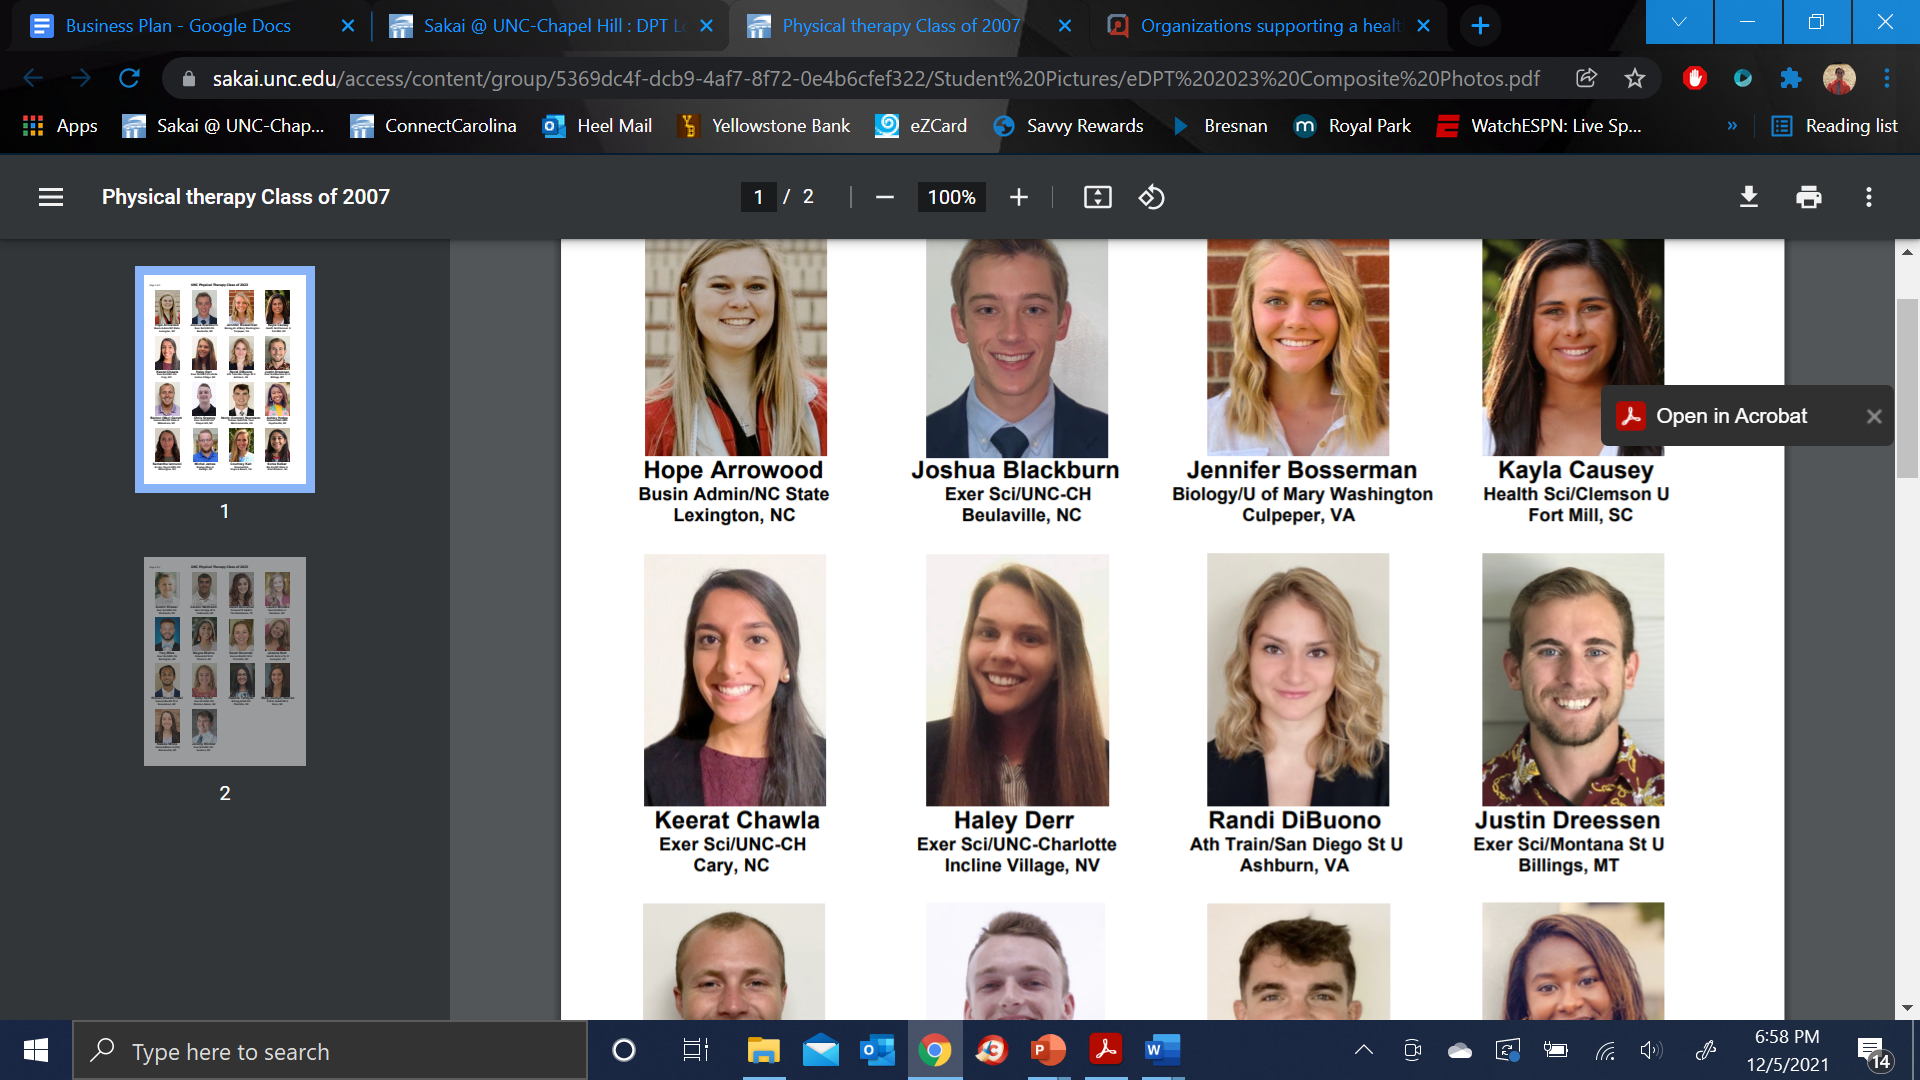 Business Plan - Google Docs
Sakai @ UNC-Chapel Hill : DPT L
Physical therapy Class of 2007
Organizations supporting a healt
sakai.unc.edu/access/content/group/5369dc4f-dcb9-4af7-8f72-0e4b6cfef322/Student%20Pictures/eDPT%202023%20Composite%20Photos.pdf
Apps
Sakai @ UNC-Chap...
ConnectCarolina
Heel Mail
Yellowstone Bank
eZCard
Savvy Rewards
Bresnan
Royal Park
WatchESPN: Live Sp...
»
Reading list
Physical therapy Class of 2007
1 / 2
100%
UNC Physical Therapy Class of 2023
1
2
Open in Acrobat
Hope Arrowood
Busin Admin/NC State
Lexington, NC
Joshua Blackburn
Exer Sci/UNC-CH
Beulaville, NC
Jennifer Bosserman
Biology/U of Mary Washington
Culpeper, VA
Kayla Causey
Health Sci/Clemson U
Fort Mill, SC
Keerat Chawla
Exer Sci/UNC-CH
Cary, NC
Haley Derr
Exer Sci/UNC-Charlotte
Incline Village, NV
Randi DiBuono
Ath Train/San Diego St U
Ashburn, VA
Justin Dreessen
Exer Sci/Montana St U
Billings, MT
Type here to search
6:58 PM
12/5/2021
14